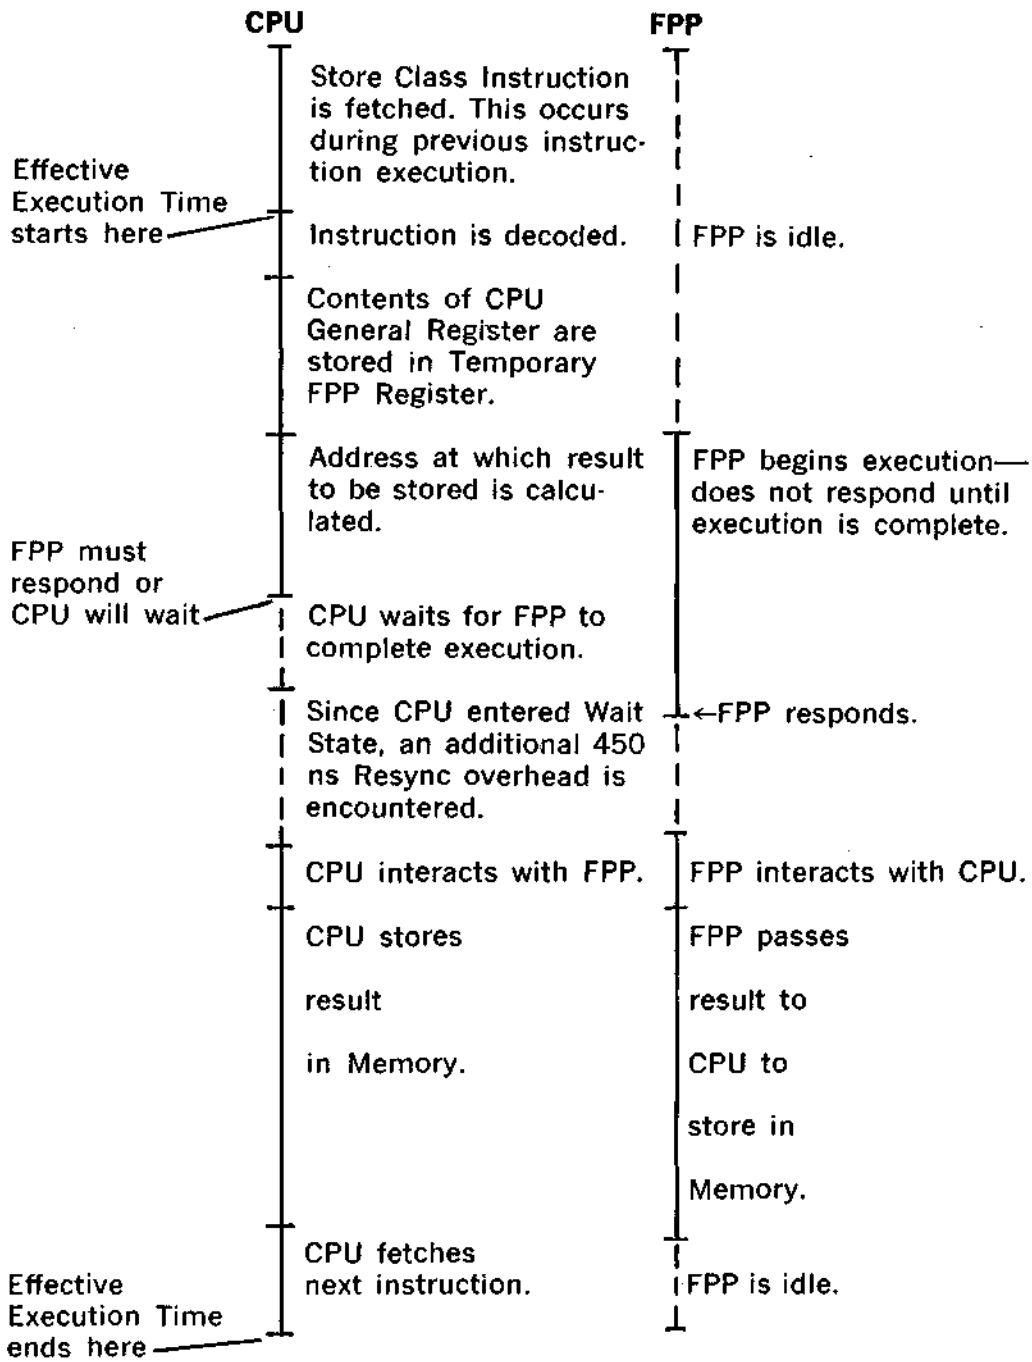 CPU
FPP
Store Class Instruction
is fetched. This occurs
during previous instruc-
tion execution.
Effective
Execution Time
starts here
Instruction is decoded.
FPP is idle.
Contents of CPU
General Register are
stored in Temporary
FPP Register.
Address at which result
to be stored is calcu-
lated.
FPP begins execution—
does not respond until
execution is complete.
FPP must
respond or
CPU will wait
CPU waits for FPP to
complete execution.
Since CPU entered Wait
State, an additional 450
ns Resync overhead is
encountered.
←FPP responds.
CPU interacts with FPP.
FPP interacts with CPU.
CPU stores
result
in Memory.
FPP passes
result to
CPU to
store in
Memory.
CPU fetches
next instruction.
FPP is idle.
Effective
Execution Time
ends here